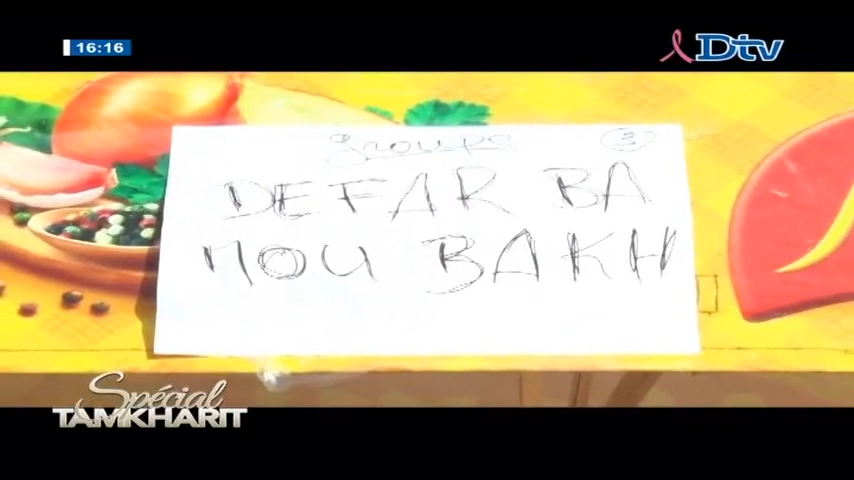 16:16
Dtv
groupe 3
DEFAR BA
MOU BAKH
Spécial
TAMKHARIT